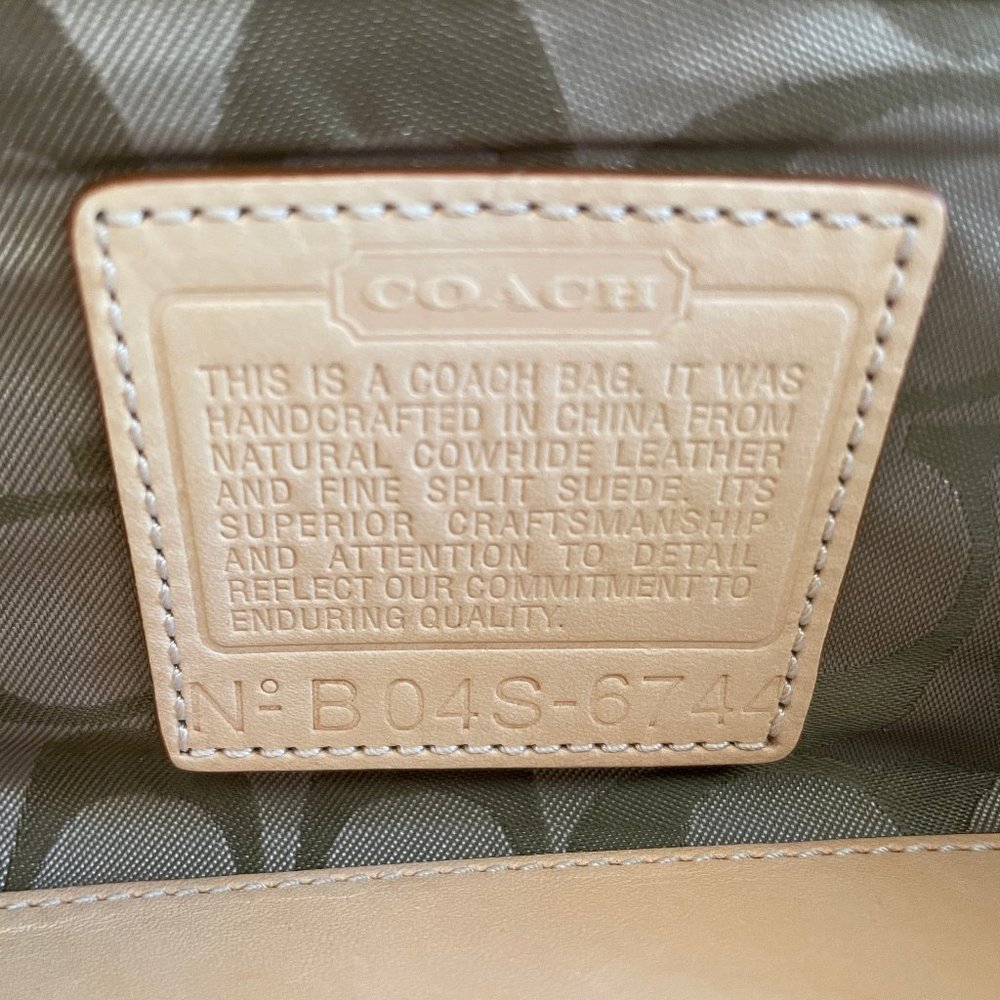 COACH
THIS IS A COACH BAG. IT WAS
HANDCRAFTED IN CHINA FROM
NATURAL COWHIDE LEATHER
AND FINE SPLIT SUEDE. ITS
SUPERIOR CRAFTSMANSHIP
AND ATTENTION TO DETAIL
REFLECT OUR COMMITMENT TO
ENDURING QUALITY.
Nº B04S-6744